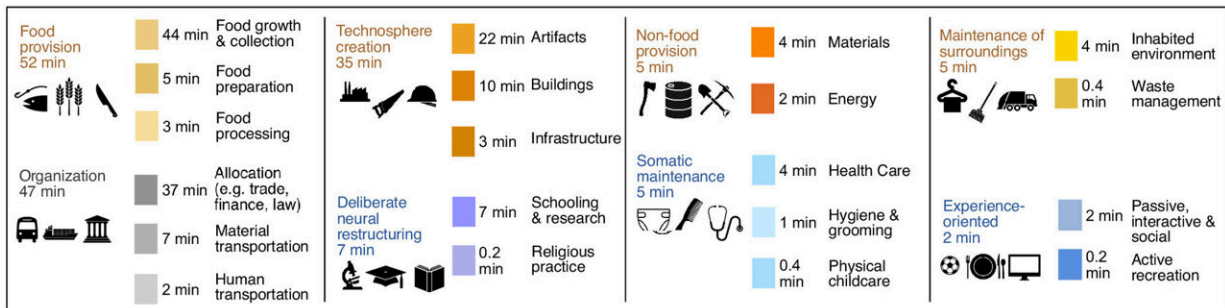 Food
provision
52 min
44 min Food growth
& collection
5 min Food
preparation
3 min Food
processing
Organization
47 min
37 min Allocation
(e.g. trade,
finance, law)
7 min Material
transportation
2 min Human
transportation
Technosphere
creation
35 min
22 min Artifacts
10 min Buildings
3 min Infrastructure
Deliberate
neural
restructuring
7 min
7 min Schooling
& research
0.2
min Religious
practice
Non-food
provision
5 min
4 min Materials
2 min Energy
Somatic
maintenance
5 min
4 min Health Care
1 min Hygiene &
grooming
0.4
min Physical
childcare
Maintenance of
surroundings
5 min
4 min Inhabited
environment
0.4
min Waste
management
Experience-
oriented
2 min
2 min Passive,
interactive &
social
0.2
min Active
recreation